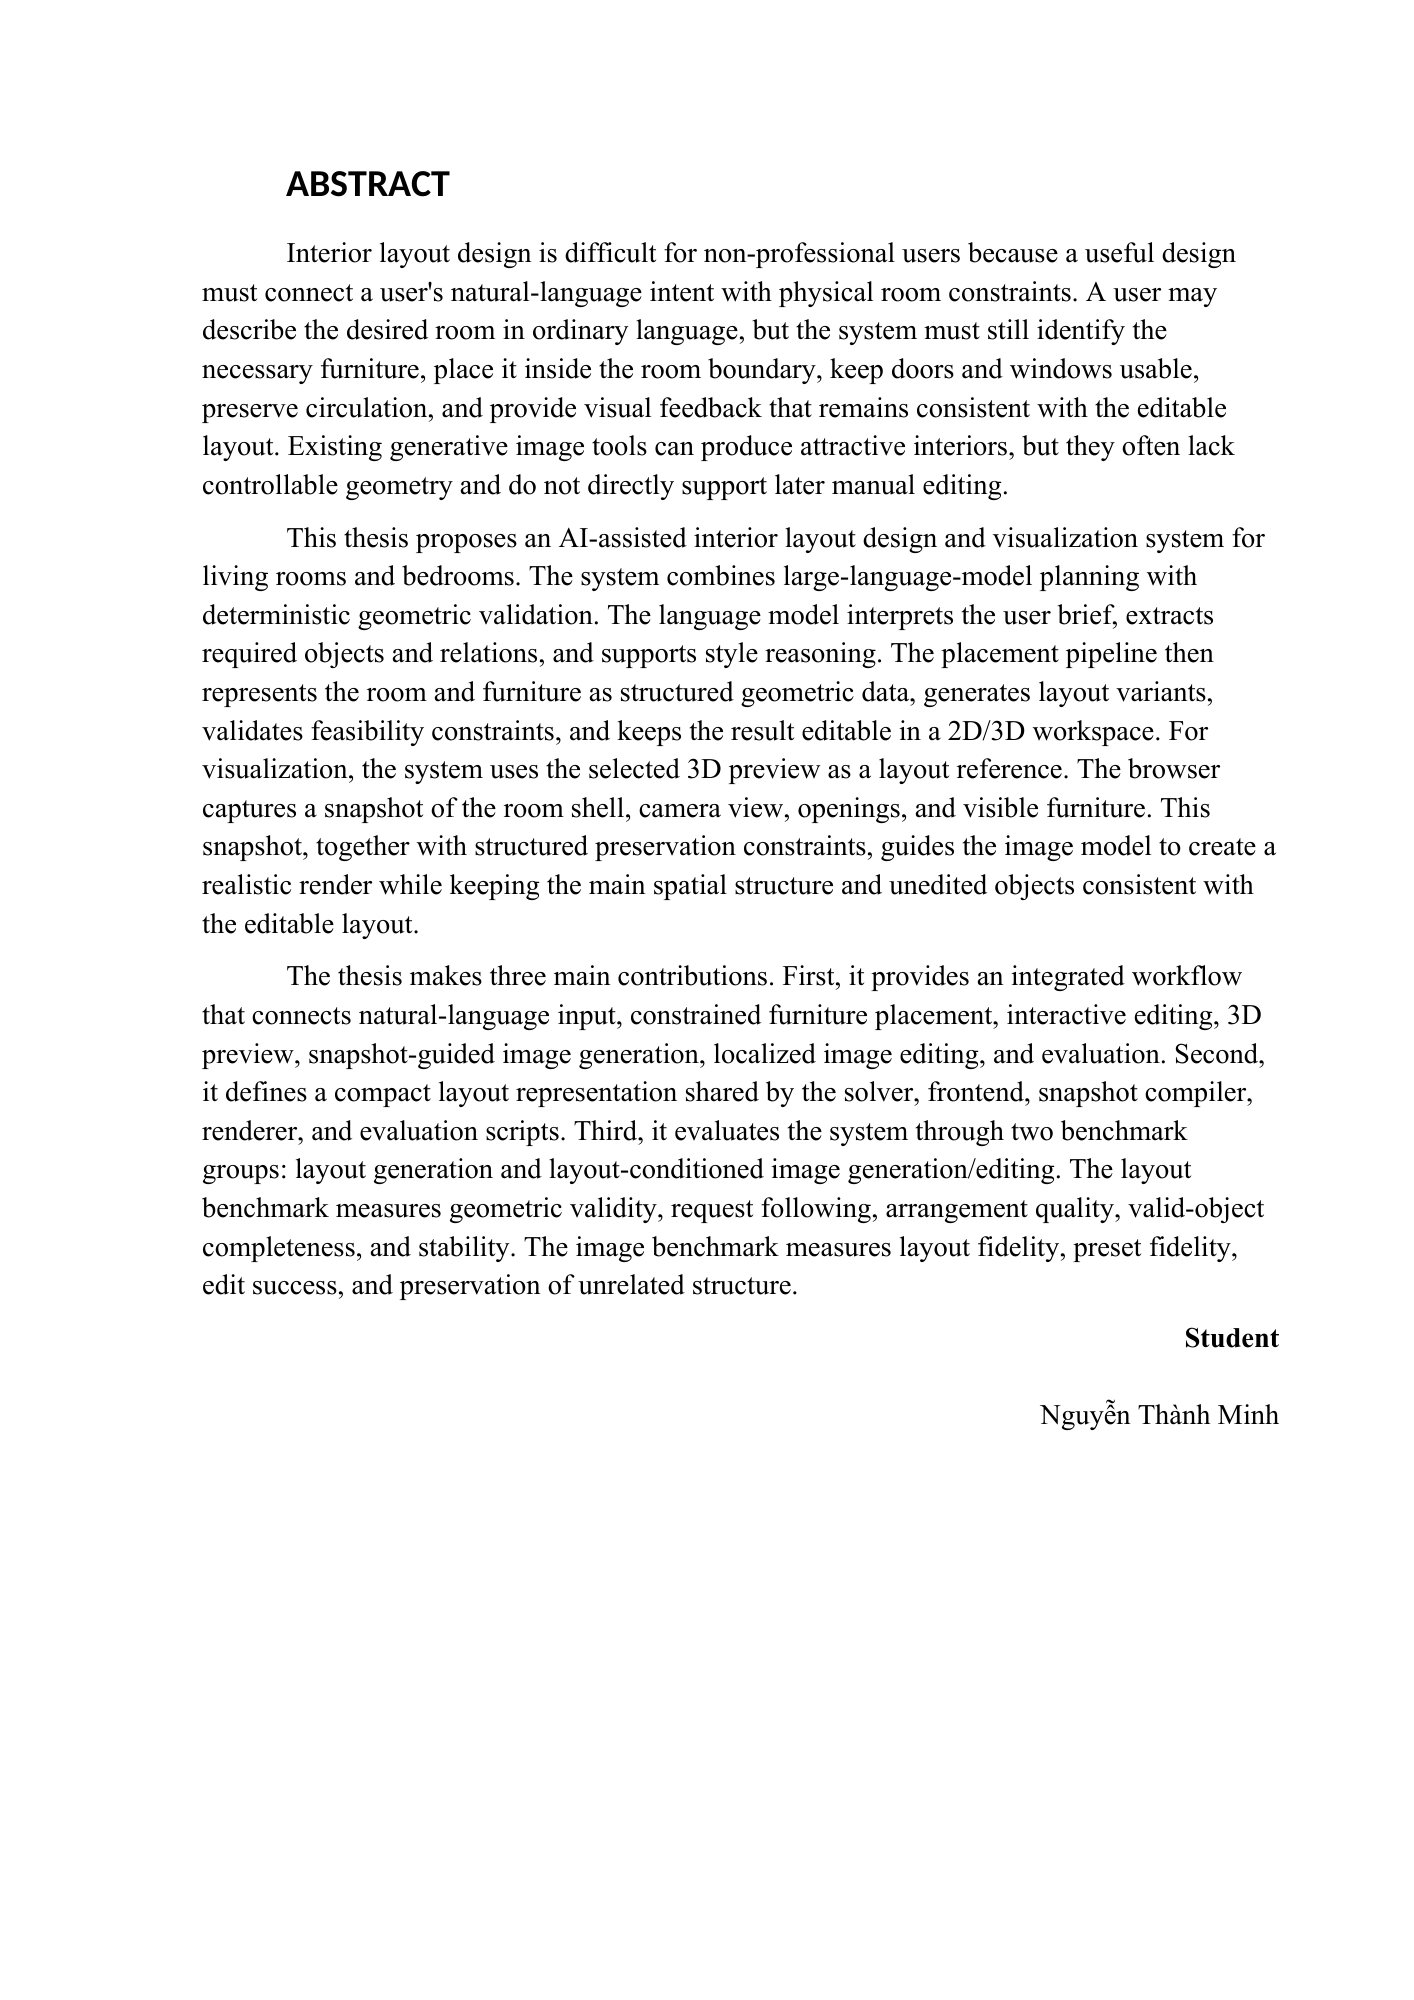 ABSTRACT
Interior layout design is difficult for non-professional users because a useful design
must connect a user's natural-language intent with physical room constraints. A user may
describe the desired room in ordinary language, but the system must still identify the
necessary furniture, place it inside the room boundary, keep doors and windows usable,
preserve circulation, and provide visual feedback that remains consistent with the editable
layout. Existing generative image tools can produce attractive interiors, but they often lack
controllable geometry and do not directly support later manual editing.
This thesis proposes an AI-assisted interior layout design and visualization system for
living rooms and bedrooms. The system combines large-language-model planning with
deterministic geometric validation. The language model interprets the user brief, extracts
required objects and relations, and supports style reasoning. The placement pipeline then
represents the room and furniture as structured geometric data, generates layout variants,
validates feasibility constraints, and keeps the result editable in a 2D/3D workspace. For
visualization, the system uses the selected 3D preview as a layout reference. The browser
captures a snapshot of the room shell, camera view, openings, and visible furniture. This
snapshot, together with structured preservation constraints, guides the image model to create a
realistic render while keeping the main spatial structure and unedited objects consistent with
the editable layout.
The thesis makes three main contributions. First, it provides an integrated workflow
that connects natural-language input, constrained furniture placement, interactive editing, 3D
preview, snapshot-guided image generation, localized image editing, and evaluation. Second,
it defines a compact layout representation shared by the solver, frontend, snapshot compiler,
renderer, and evaluation scripts. Third, it evaluates the system through two benchmark
groups: layout generation and layout-conditioned image generation/editing. The layout
benchmark measures geometric validity, request following, arrangement quality, valid-object
completeness, and stability. The image benchmark measures layout fidelity, preset fidelity,
edit success, and preservation of unrelated structure.
Student
Nguyễn Thành Minh